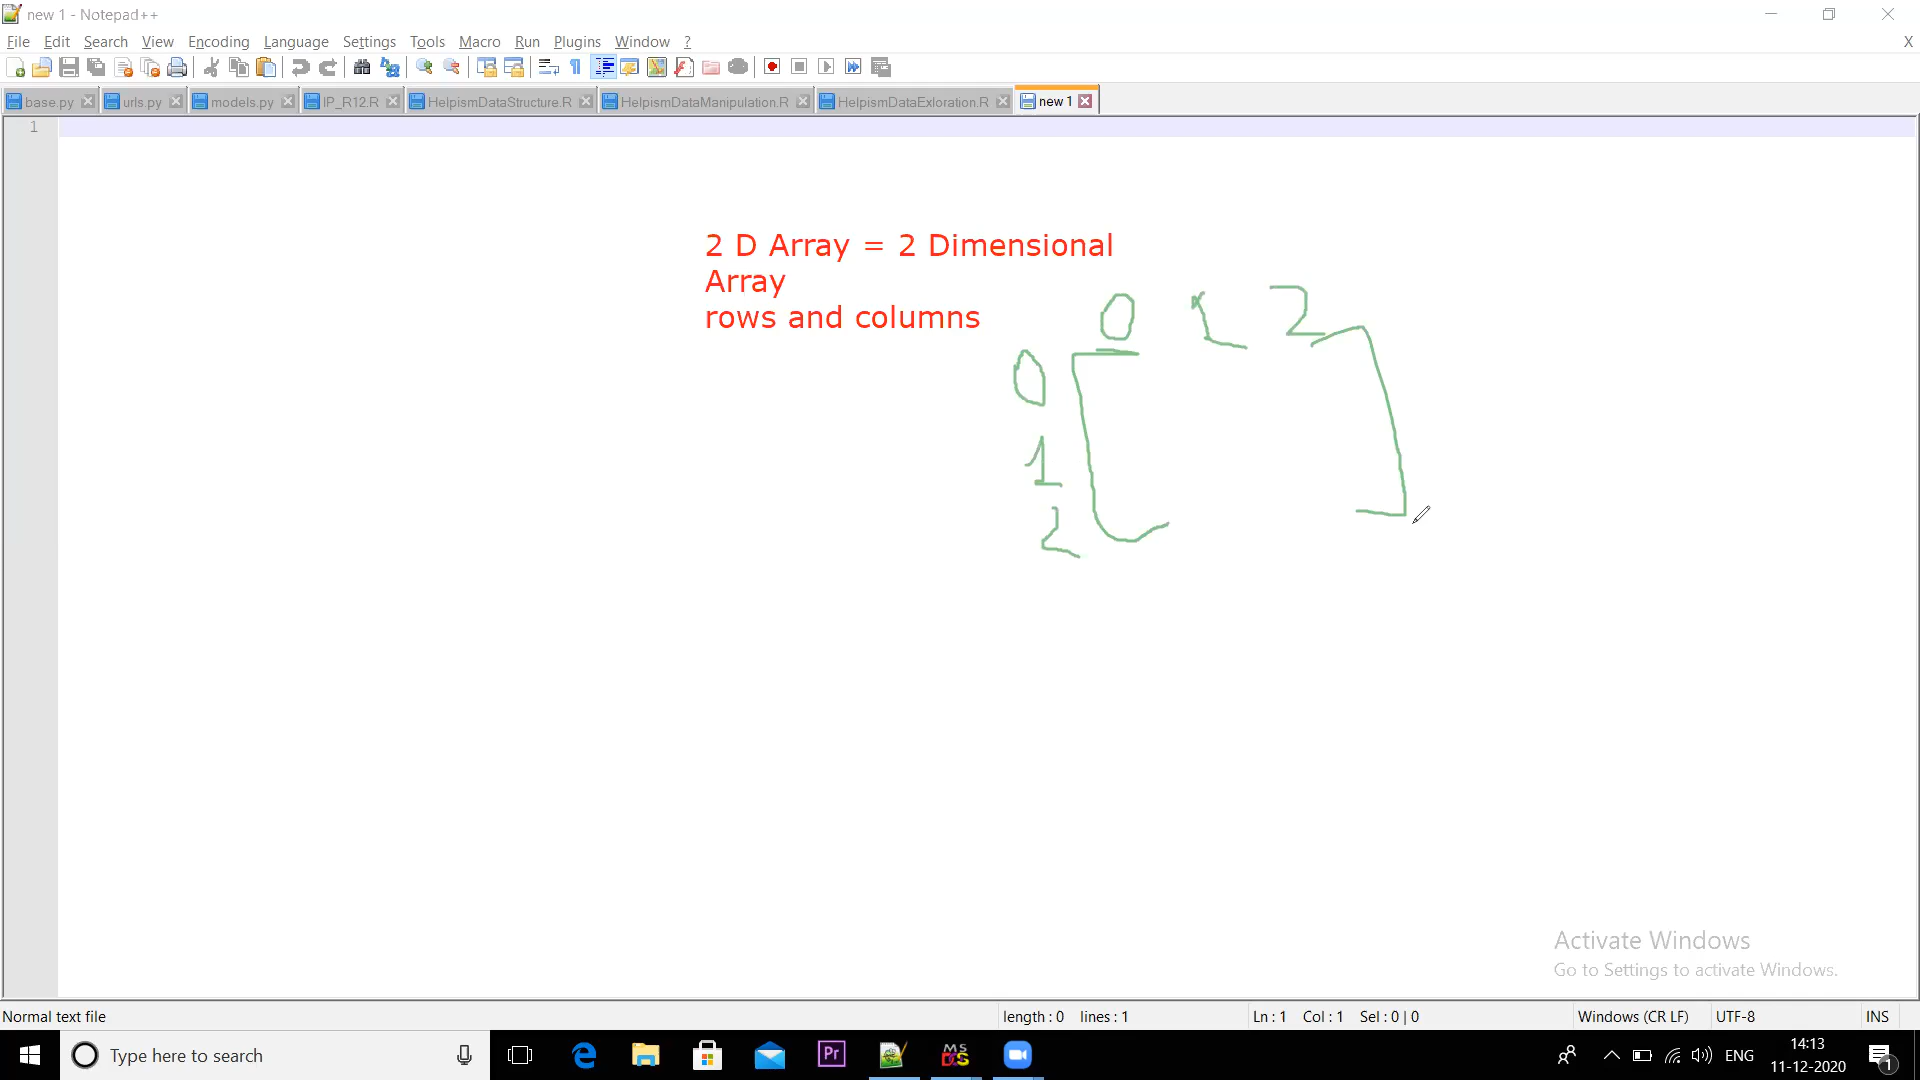 new 1 - Notepad++
File Edit Search View Encoding Language Settings Tools Macro Run Plugins Window ? X
base.py urls.py models.py IP_R12.R HelpismDataStructure.R HelpismDataManipulation.R HelpismDataExloration.R new 1
1
2 D Array = 2 Dimensional
Array
rows and columns
0 1 2
0
1
2
Activate Windows
Go to Settings to activate Windows.
Normal text file length : 0 lines : 1 Ln : 1 Col : 1 Sel : 0 | 0 Windows (CR LF) UTF-8 INS
Type here to search Pr MS DS ENG 14:13
11-12-2020 1